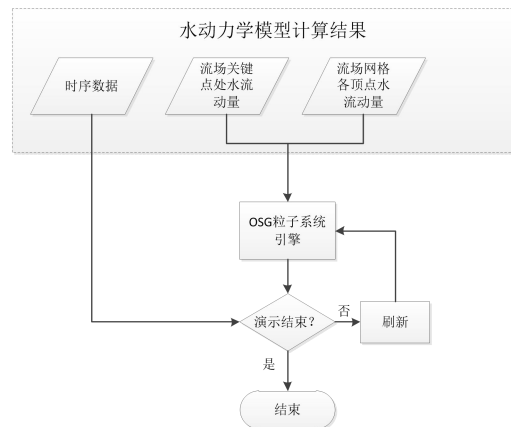 水动力学模型计算结果
时序数据
流场关键
点处水流
动量
流场网格
各顶点水
流动量
OSG粒子系统
引擎
演示结束？
否
刷新
是
结束